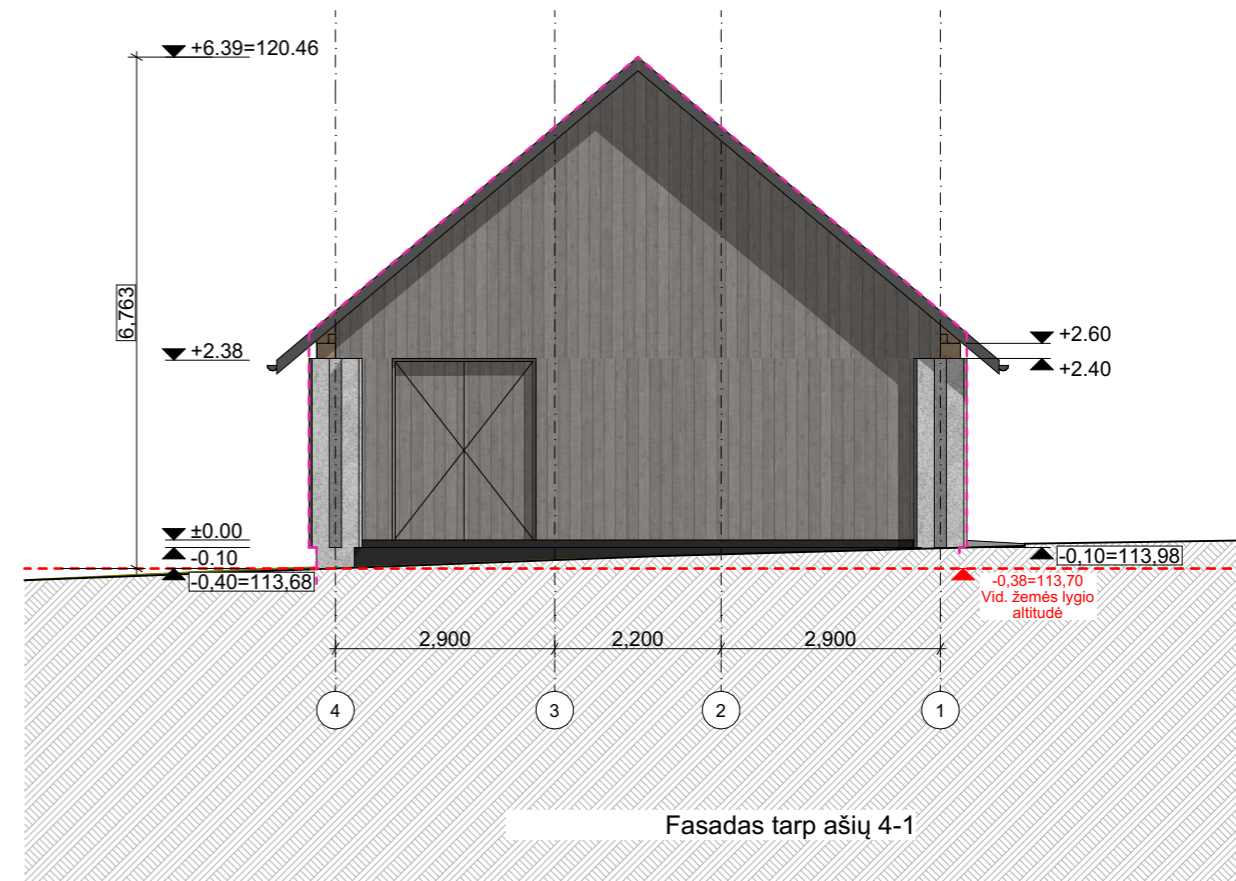 +6.39=120.46
6,763
+2.38
+2.60
+2.40
±0.00
-0.10
-0,40=113,68
-0,10=113,98
-0,38=113,70
Vid. žemės lygio
altitudė
2,900 2,200 2,900
4 3 2 1
Fasadas tarp ašių 4-1